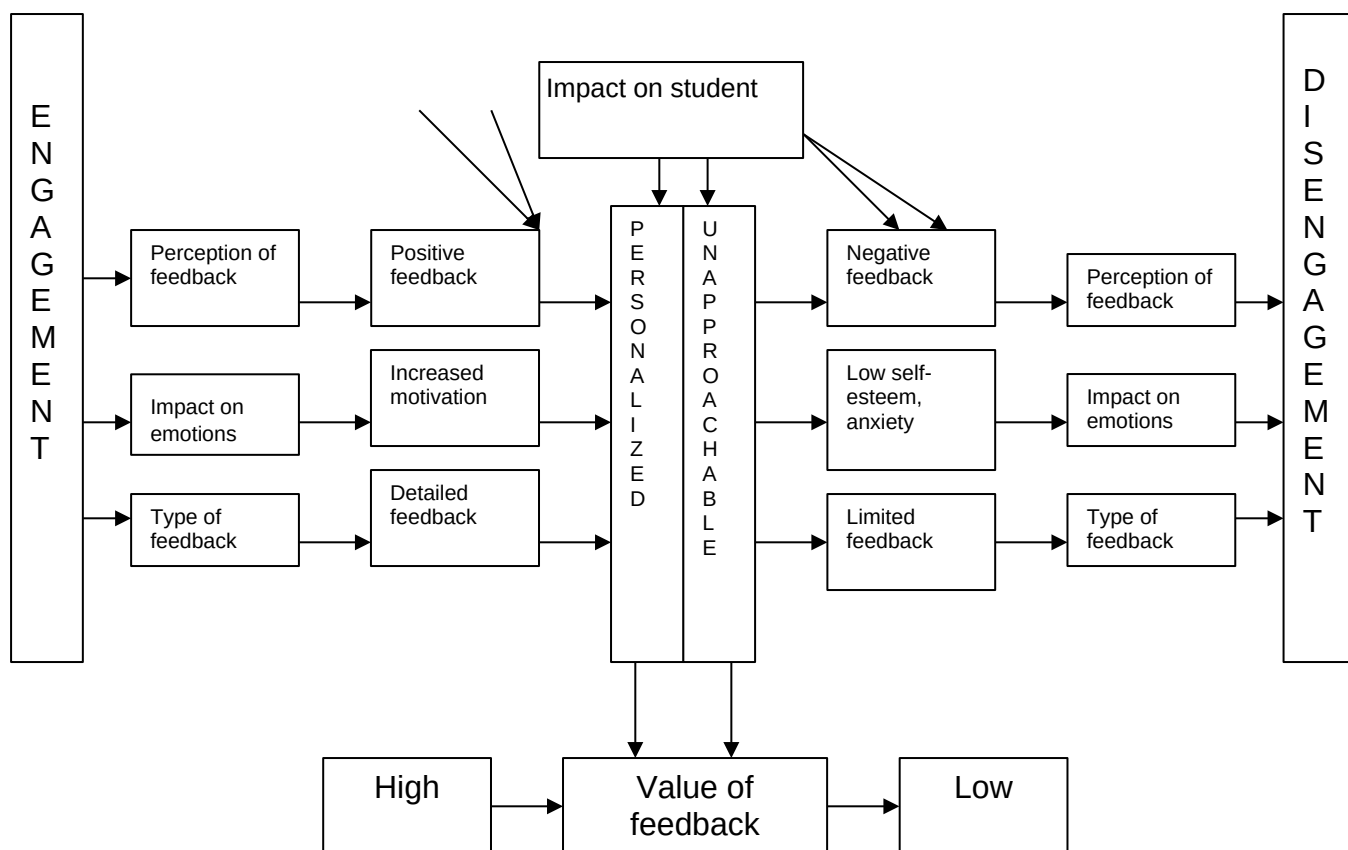 ENGAGEMENT
Impact on student
DISENGAGEMENT
Perception of
feedback
Positive
feedback
PERSONALIZED
UNAPPROACHABLE
Negative
feedback
Perception of
feedback
Impact on
emotions
Increased
motivation
Low self-
esteem,
anxiety
Impact on
emotions
Type of
feedback
Detailed
feedback
Limited
feedback
Type of
feedback
High
Value of
feedback
Low